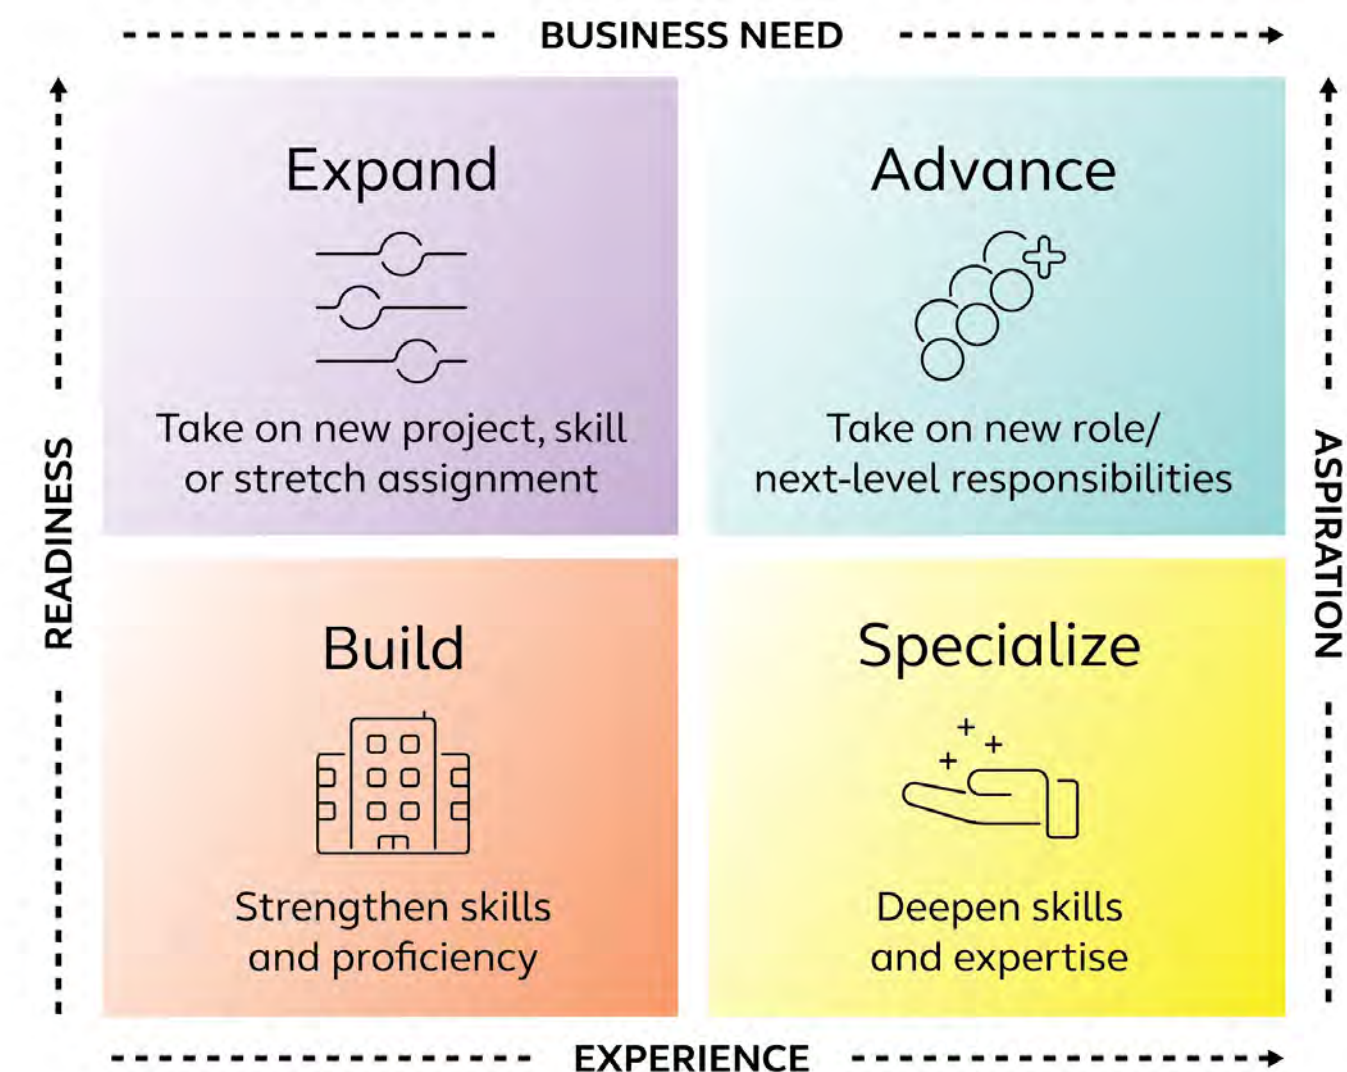 BUSINESS NEED
READINESS
ASPIRATION
Expand
Take on new project, skill
or stretch assignment
Advance
Take on new role/
next-level responsibilities
Build
Strengthen skills
and proficiency
Specialize
Deepen skills
and expertise
EXPERIENCE